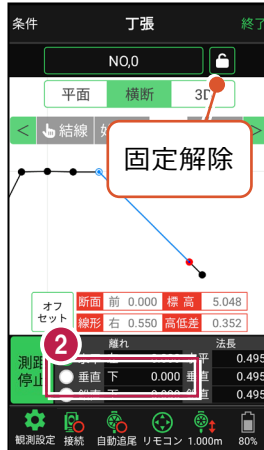 条件 丁張 終了
NO,0
平面 横断 3D
< 結線 >
固定解除
オフセット
断面 前 0.000 標高 5.048
線形 右 0.550 高低差 0.352
離れ 法長
測距停止
2
0.495
垂直 下 0.000 垂直 0.495
0.495
観測設定 接続 自動追尾 リモコン 1.000m 80%